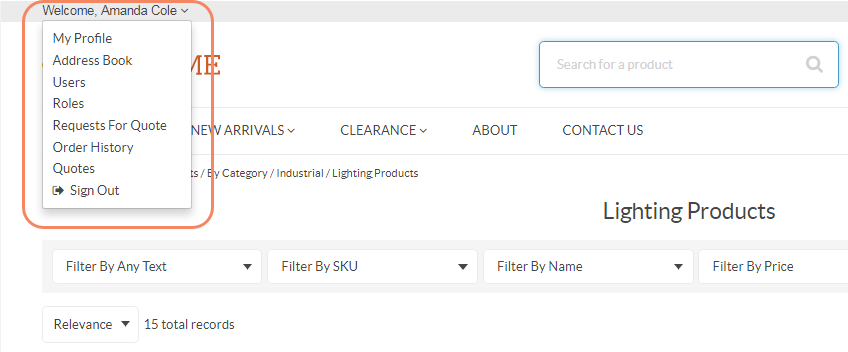 Welcome, Amanda Cole
My Profile
Address Book
Users
Roles
Requests For Quote
Order History
Quotes
Sign Out
ME
Search for a product
NEW ARRIVALS
CLEARANCE
ABOUT
CONTACT US
/ By Category / Industrial / Lighting Products
Lighting Products
Filter By Any Text
Filter By SKU
Filter By Name
Filter By Price
Relevance
15 total records